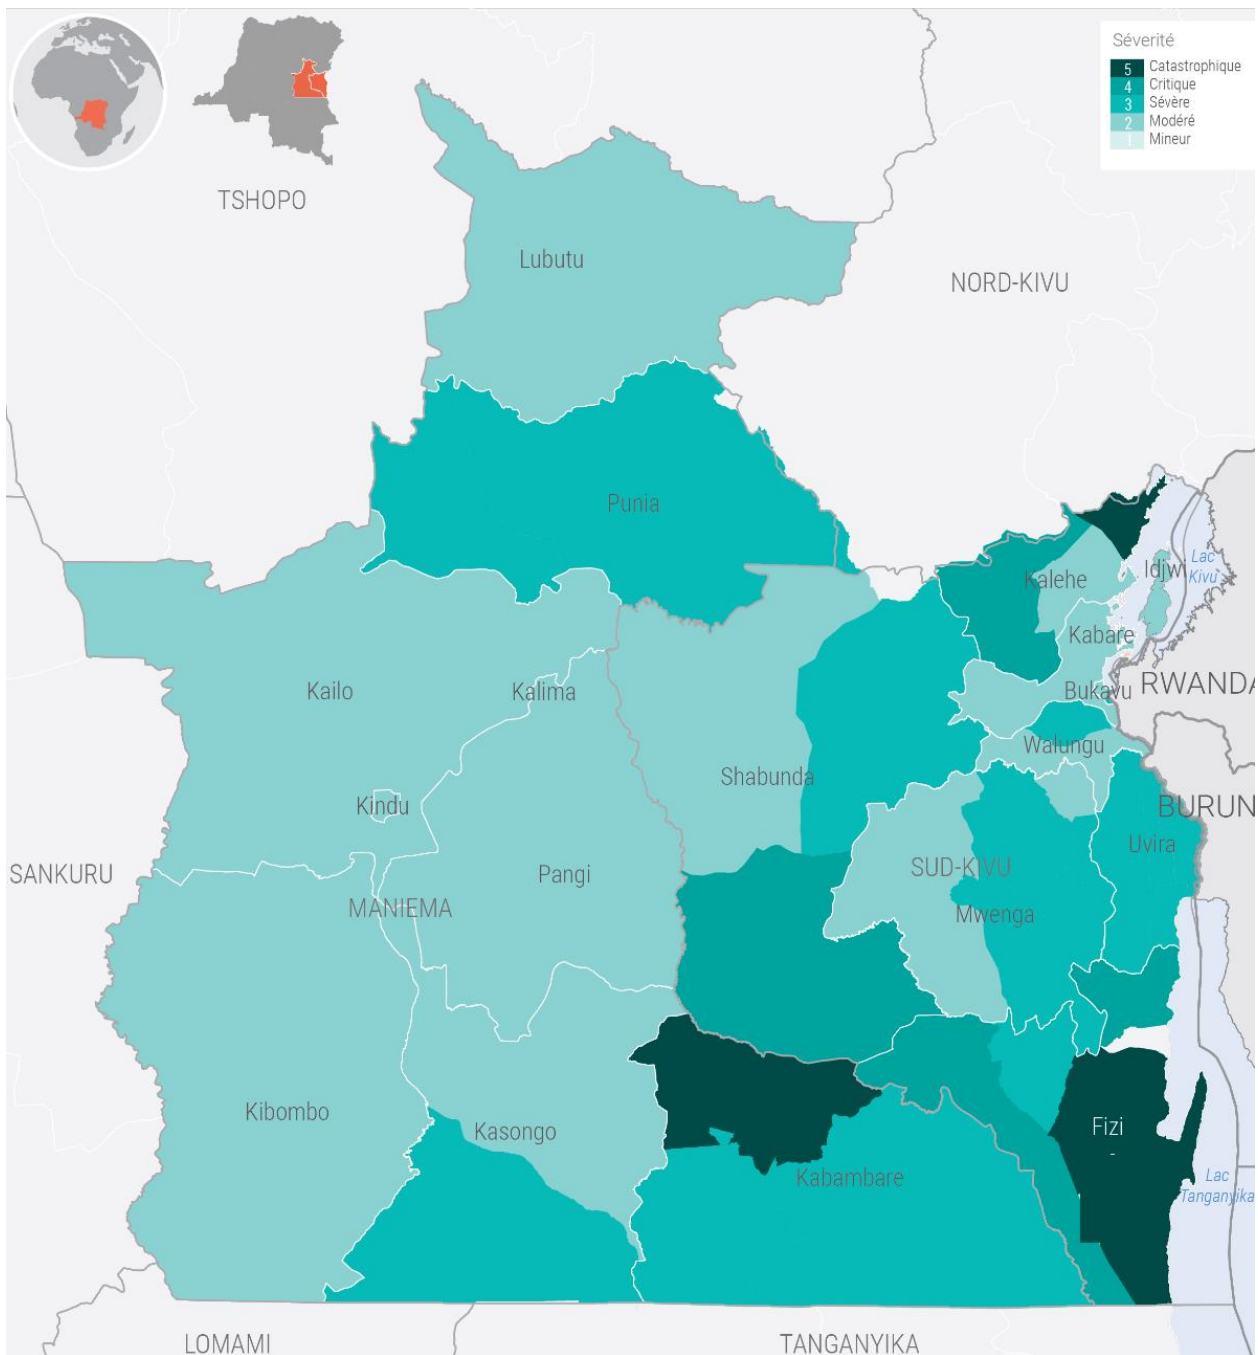 Séverité
5 Catastrophique
4 Critique
3 Sévère
2 Modéré
1 Mineur
TSHOPO
Lubutu
NORD-KIVU
Punia
Lac
Kivu
Idjwi
Kalehe
Kabare
Kailo
Kalima
Bukavu
RWANDA
Walungu
Shabunda
Kindu
BURUN
Uvira
SANKURU
Pangi
SUD-KIVU
MANIEMA
Mwenga
Kibombo
Kasongo
Fizi
-
Kabambare
Lac
Tanganyika
LOMAMI
TANGANYIKA